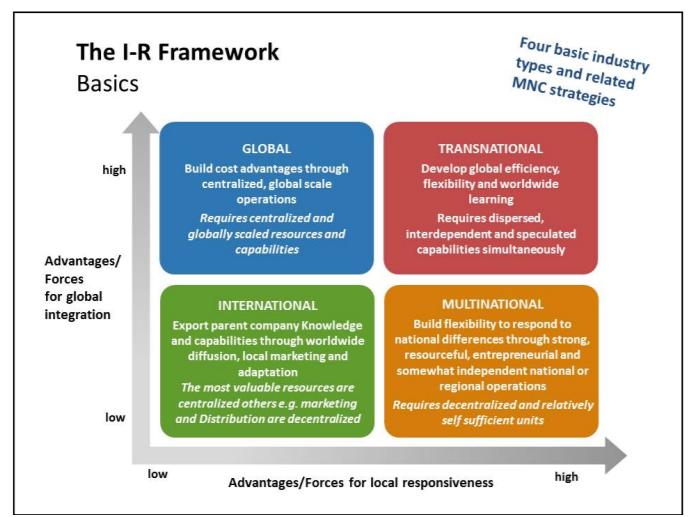 The I-R Framework
Basics
Four basic industry
types and related
MNC strategies
high
Advantages/
Forces
for global
integration
low
GLOBAL
Build cost advantages through
centralized, global scale
operations
Requires centralized and
globally scaled resources and
capabilities
TRANSNATIONAL
Develop global efficiency,
flexibility and worldwide
learning
Requires dispersed,
interdependent and speculated
capabilities simultaneously
INTERNATIONAL
Export parent company Knowledge
and capabilities through worldwide
diffusion, local marketing and
adaptation
The most valuable resources are
centralized others e.g. marketing
and Distribution are decentralized
MULTINATIONAL
Build flexibility to respond to
national differences through strong,
resourceful, entrepreneurial and
somewhat independent national or
regional operations
Requires decentralized and relatively
self sufficient units
low
Advantages/Forces for local responsiveness
high